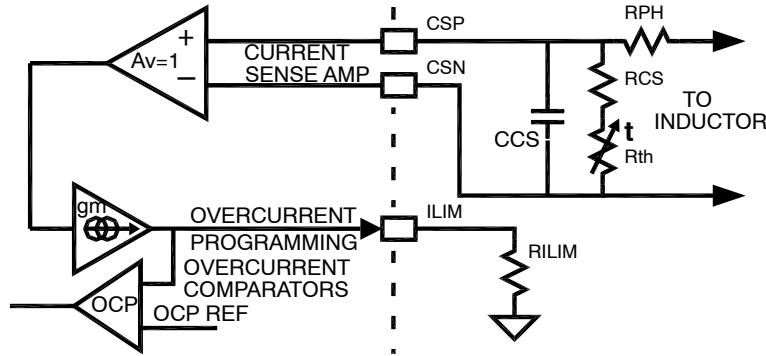 RPH
CSP
+
Av=1
−
CURRENT
SENSE AMP
CSN
RCS
TO
INDUCTOR
t
CCS
Rth
gm
OVERCURRENT
PROGRAMMING
ILIM
OVERCURRENT
COMPARATORS
RILIM
OCP
OCP REF